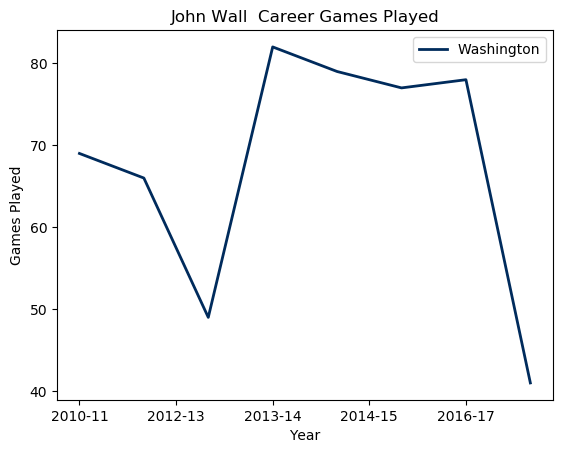 John Wall  Career Games Played
Washington
80
70
60
50
40
Games Played
2010-11 2012-13 2013-14 2014-15 2016-17
Year